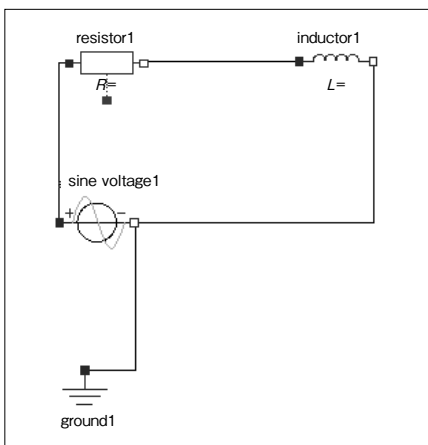 resistor1
inductor1
R=
L=
sine voltage1
+
−
ground1